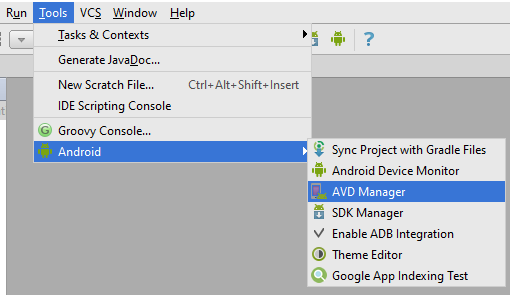 Run Tools VCS Window Help
Tasks & Contexts
Generate JavaDoc...
New Scratch File... Ctrl+Alt+Shift+Insert
IDE Scripting Console
Groovy Console...
Android
Sync Project with Gradle Files
Android Device Monitor
AVD Manager
SDK Manager
Enable ADB Integration
Theme Editor
Google App Indexing Test